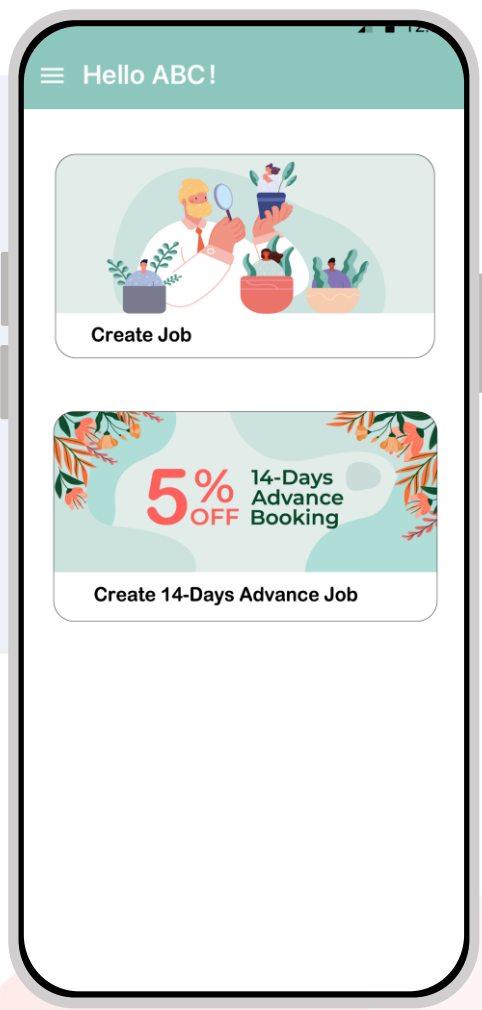 Hello ABC!
Create Job
5% OFF
14-Days
Advance
Booking
Create 14-Days Advance Job